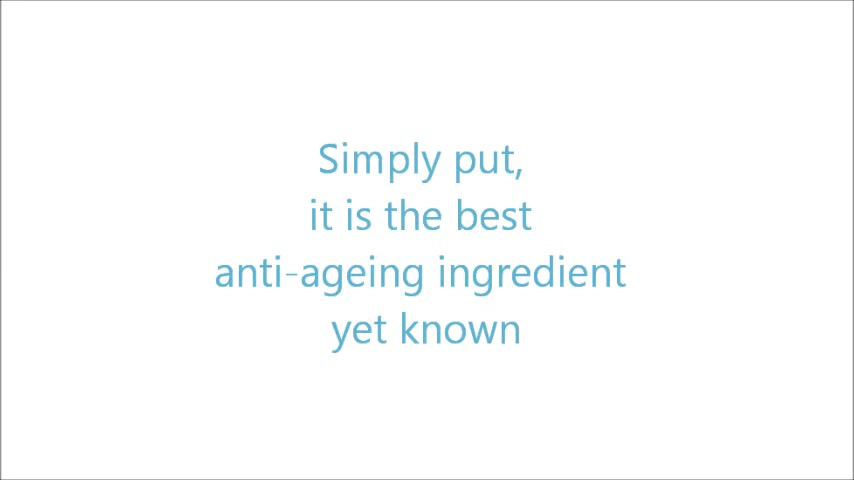 Simply put,
it is the best
anti-ageing ingredient
yet known